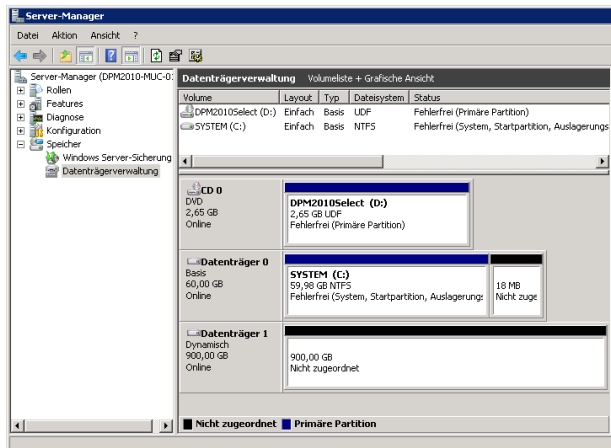 Server-Manager
Datei Aktion Ansicht ?
Server-Manager (DPM2010-MUC-01
Rollen
Features
Diagnose
Konfiguration
Speicher
Windows Server-Sicherung
Datenträgerverwaltung
Datenträgerverwaltung Volumeliste + Grafische Ansicht
Volume Layout Typ Dateisystem Status
DPM2010Select (D:) Einfach Basis UDF Fehlerfrei (Primäre Partition)
SYSTEM (C:) Einfach Basis NTFS Fehlerfrei (System, Startpartition, Auslagerungs
CD 0
DVD
2,65 GB
Online
DPM2010Select (D:)
2,65 GB UDF
Fehlerfrei (Primäre Partition)
Datenträger 0
Basis
60,00 GB
Online
SYSTEM (C:)
59,98 GB NTFS
Fehlerfrei (System, Startpartition, Auslagerungs
18 MB
Nicht zuge
Datenträger 1
Dynamisch
900,00 GB
Online
900,00 GB
Nicht zugeordnet
Nicht zugeordnet Primäre Partition